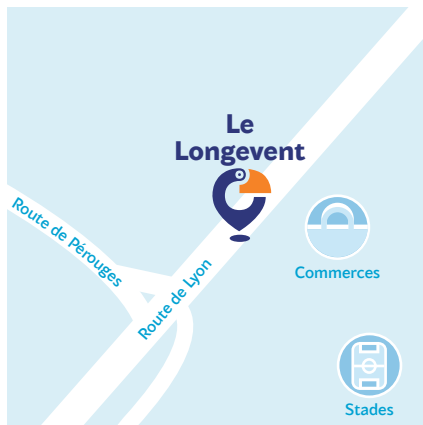 Le
Longevent
Route de Pérouges
Route de Lyon
Commerces
Stades